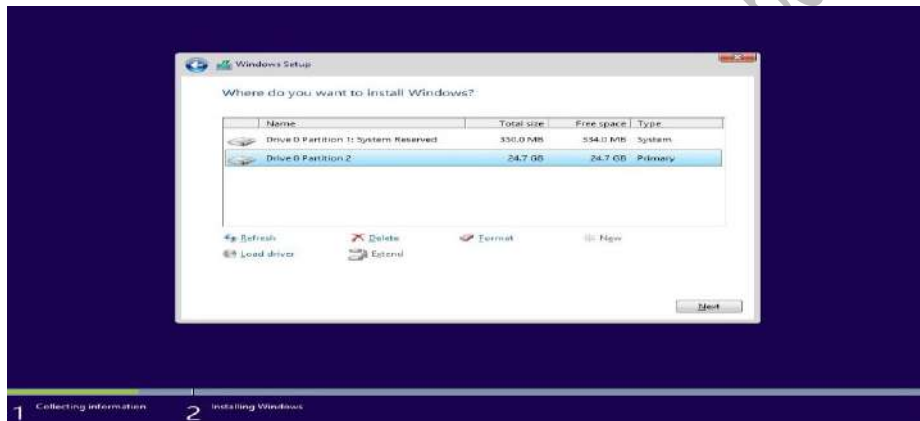 Windows Setup
Where do you want to install Windows?
Name Total size Free space Type
Drive 0 Partition 1: System Reserved 350.0 MB 334.0 MB System
Drive 0 Partition 2 24.7 GB 24.7 GB Primary
Refresh Delete Format New
Load driver Extend
Next
1 Collecting information 2 Installing Windows